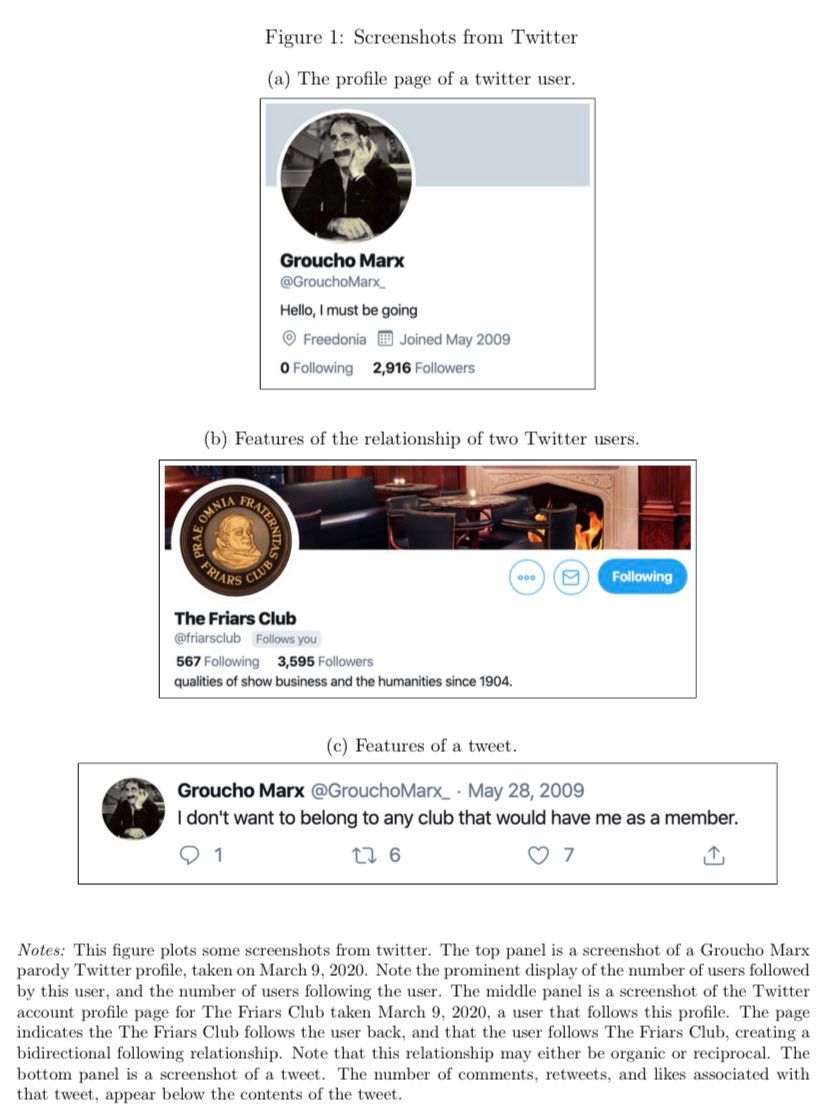 Figure 1: Screenshots from Twitter
(a) The profile page of a twitter user.
Groucho Marx
@GrouchoMarx_
Hello, I must be going
Freedonia Joined May 2009
0 Following 2,916 Followers
(b) Features of the relationship of two Twitter users.
PRAE OMNIA FRATERNITAS
FRIARS CLUB
Following
The Friars Club
@friarsclub Follows you
567 Following 3,595 Followers
qualities of show business and the humanities since 1904.
(c) Features of a tweet.
Groucho Marx @GrouchoMarx_ · May 28, 2009
I don't want to belong to any club that would have me as a member.
1 6 7
Notes: This figure plots some screenshots from twitter. The top panel is a screenshot of a Groucho Marx
parody Twitter profile, taken on March 9, 2020. Note the prominent display of the number of users followed
by this user, and the number of users following the user. The middle panel is a screenshot of the Twitter
account profile page for The Friars Club taken March 9, 2020, a user that follows this profile. The page
indicates the The Friars Club follows the user back, and that the user follows The Friars Club, creating a
bidirectional following relationship. Note that this relationship may either be organic or reciprocal. The
bottom panel is a screenshot of a tweet. The number of comments, retweets, and likes associated with
that tweet, appear below the contents of the tweet.